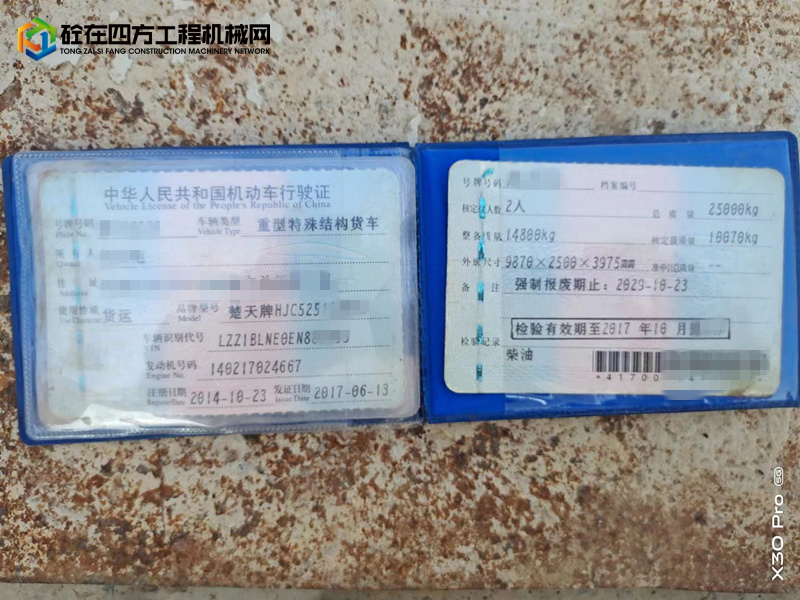 砼在四方工程机械网
TONG ZAI SI FANG CONSTRUCTION MACHINERY NETWORK
中华人民共和国机动车行驶证
Vehicle License of the People's Republic of China
号牌号码
Plate No.
车辆类型 重型特殊结构货车
Vehicle Type
所有人
Owner
住址
Address
使用性质 货运
Use Character
品牌型号 楚天牌HJC525
Model
车辆识别代号 LZZ1BLNE0EN8
VIN
发动机号码 140217024667
Engine No.
注册日期 2014-10-23 发证日期 2017-06-13
Register Date Issue Date
号牌号码 档案编号
核定载人数 2人 总质量 25000kg
整备质量 14800kg 核定载质量 10070kg
外廓尺寸 9870×2500×3975mm 准牵引总质量 --
备注 强制报废期止：2029-10-23
检验有效期至2017 年10 月
检验记录
柴油
*41700
X30 Pro 5G